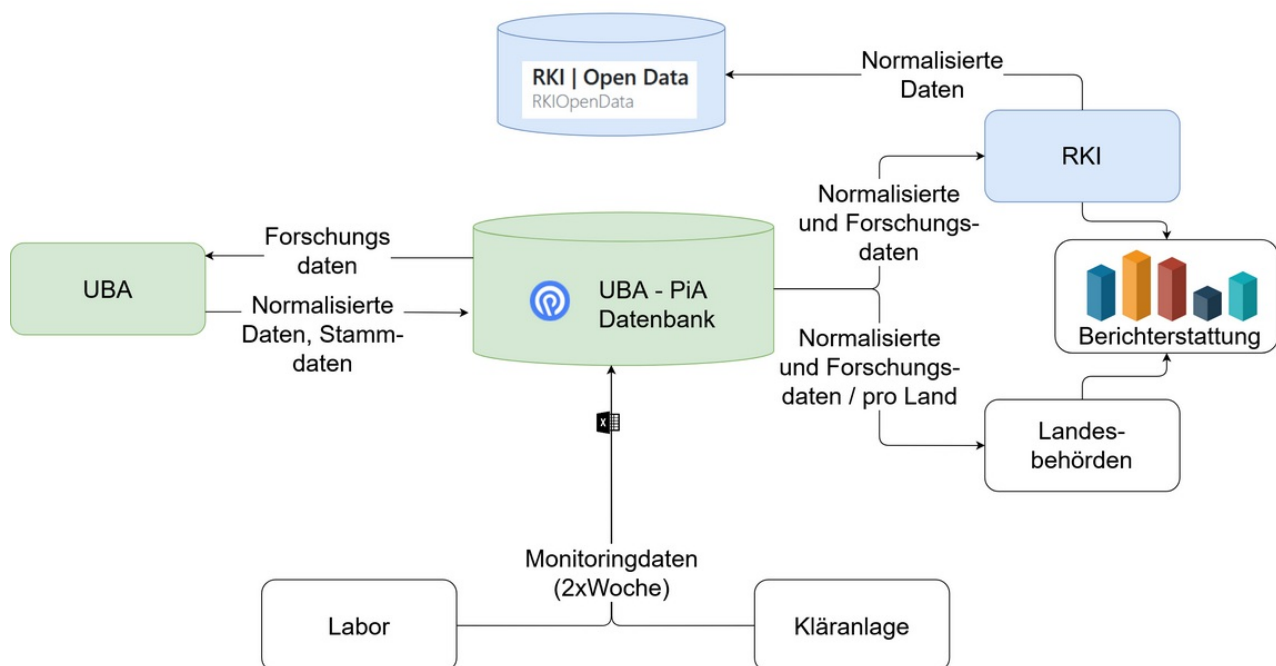 RKI | Open Data
RKIOpenData
Normalisierte
Daten
RKI
Normalisierte
und Forschungs-
daten
Forschungs
daten
UBA
Normalisierte
Daten, Stamm-
daten
UBA - PiA
Datenbank
Berichterstattung
Normalisierte
und Forschungs-
daten / pro Land
Landes-
behörden
X
Monitoringdaten
(2xWoche)
Labor
Kläranlage